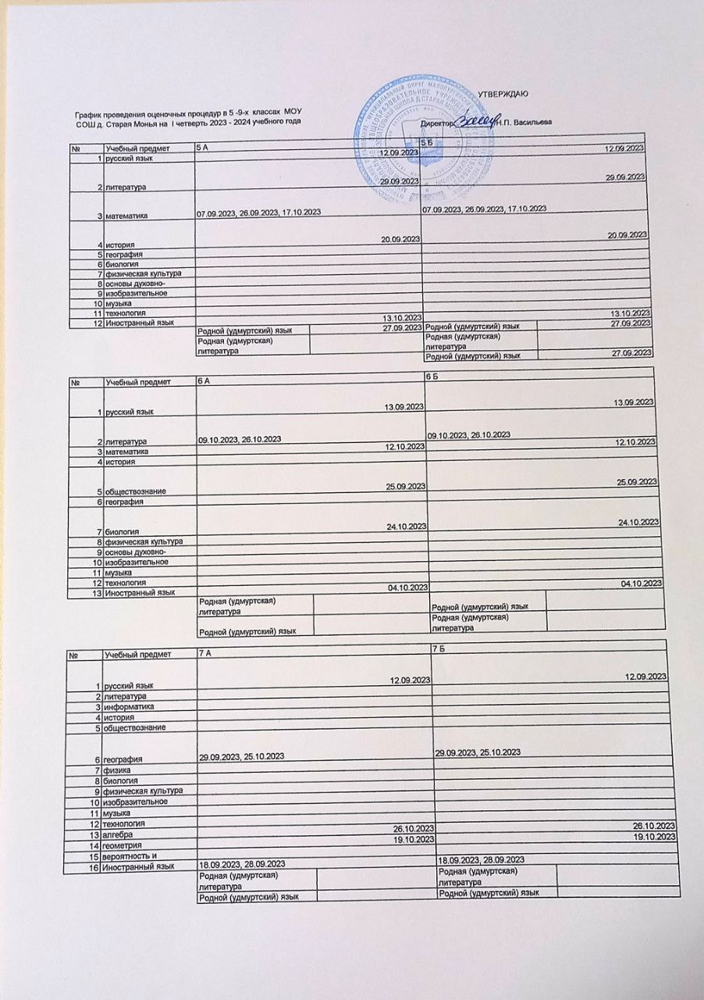 УТВЕРЖДАЮ
График проведения оценочных процедур в 5 -9-х классах МОУ
СОШ д. Старая Монья на I четверть 2023 - 2024 учебного года
Директор Н.П. Васильева
№ Учебный предмет 5 А 5 Б
1 русский язык 12.09.2023 12.09.2023
2 литература 29.09.2023 29.09.2023
3 математика 07.09.2023, 26.09.2023, 17.10.2023 07.09.2023, 26.09.2023, 17.10.2023
4 история 20.09.2023 20.09.2023
5 география
6 биология
7 физическая культура
8 основы духовно-
9 изобразительное
10 музыка
11 технология
12 Иностранный язык 13.10.2023 13.10.2023
Родной (удмуртский) язык 27.09.2023 Родной (удмуртский) язык 27.09.2023
Родная (удмуртская) Родная (удмуртская)
литература литература
Родной (удмуртский) язык 27.09.2023
№ Учебный предмет 6 А 6 Б
1 русский язык 13.09.2023 13.09.2023
2 литература 09.10.2023, 26.10.2023 09.10.2023, 26.10.2023
3 математика 12.10.2023 12.10.2023
4 история
5 обществознание 25.09.2023 25.09.2023
6 география
7 биология 24.10.2023 24.10.2023
8 физическая культура
9 основы духовно-
10 изобразительное
11 музыка
12 технология
13 Иностранный язык 04.10.2023 04.10.2023
Родная (удмуртская)
литература Родной (удмуртский) язык
Родная (удмуртская)
Родной (удмуртский) язык литература
№ Учебный предмет 7 А 7 Б
1 русский язык 12.09.2023 12.09.2023
2 литература
3 информатика
4 история
5 обществознание
6 география 29.09.2023, 25.10.2023 29.09.2023, 25.10.2023
7 физика
8 биология
9 физическая культура
10 изобразительное
11 музыка
12 технология
13 алгебра 26.10.2023 26.10.2023
14 геометрия 19.10.2023 19.10.2023
15 вероятность и
16 Иностранный язык 18.09.2023, 28.09.2023 18.09.2023, 28.09.2023
Родная (удмуртская) Родная (удмуртская)
литература литература
Родной (удмуртский) язык Родной (удмуртский) язык